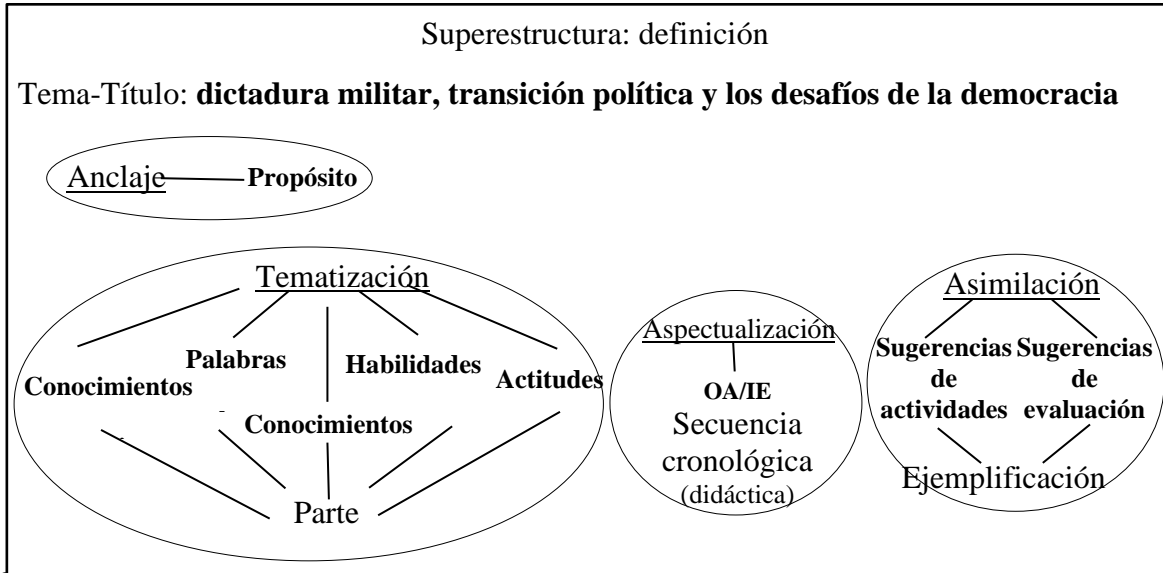 Superestructura: definición
Tema-Título: dictadura militar, transición política y los desafíos de la democracia
Anclaje
Propósito
Tematización
Conocimientos
Palabras
Habilidades
Actitudes
Conocimientos
Parte
Aspectualización
OA/IE
Secuencia
cronológica
(didáctica)
Asimilación
Sugerencias
de
actividades
Sugerencias
de
evaluación
Ejemplificación